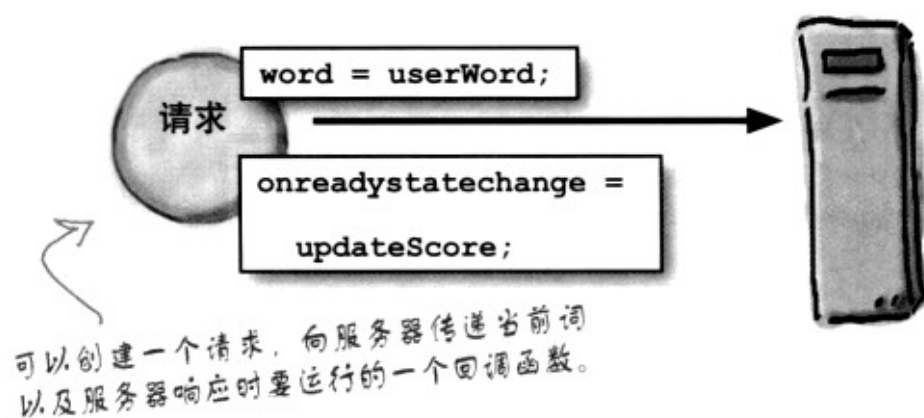 word = userWord;
请求
onreadystatechange =
updateScore;
可以创建一个请求，向服务器传递当前词
以及服务器响应时要运行的一个回调函数。